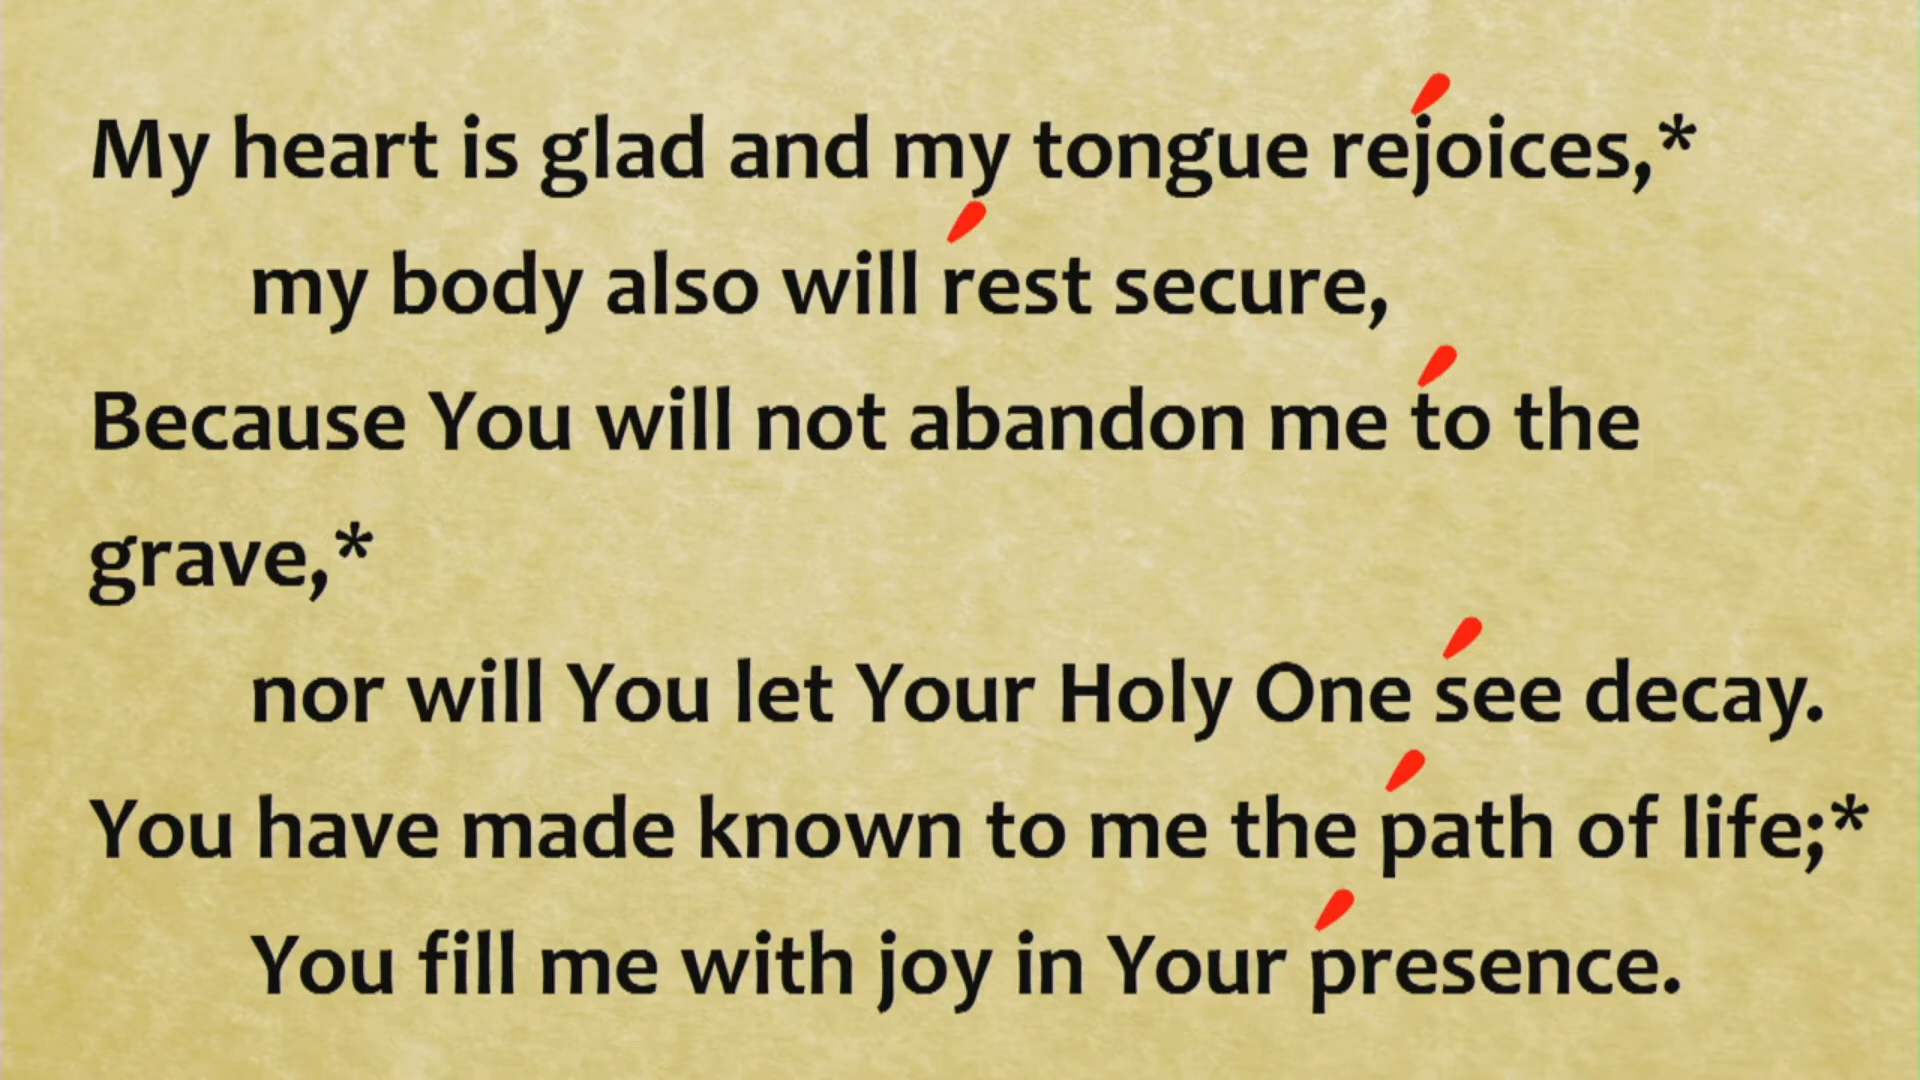 My heart is glad and my tongue rejoices,*
my body also will rest secure,
Because You will not abandon me to the
grave,*
nor will You let Your Holy One see decay.
You have made known to me the path of life;*
You fill me with joy in Your presence.